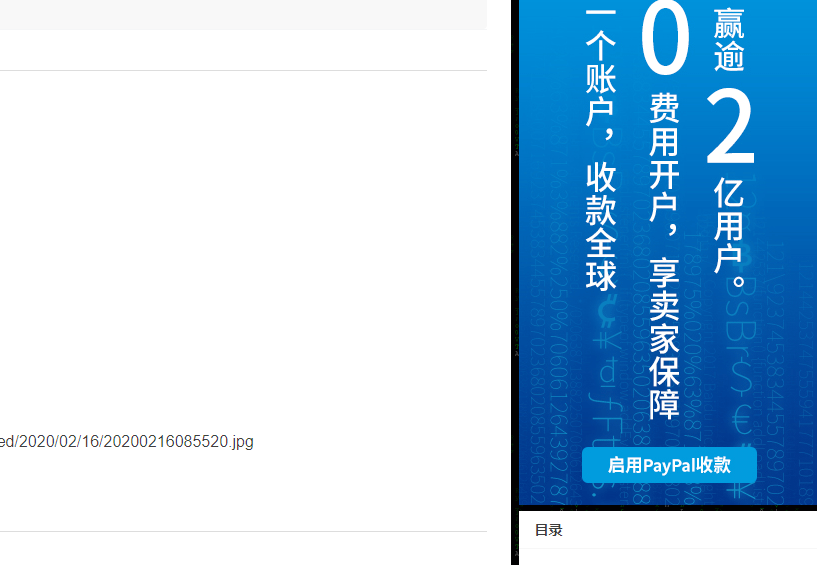 ed/2020/02/16/20200216085520.jpg
一个账户，收款全球
0费用开户，享卖家保障
赢逾2亿用户。
启用PayPal收款
目录